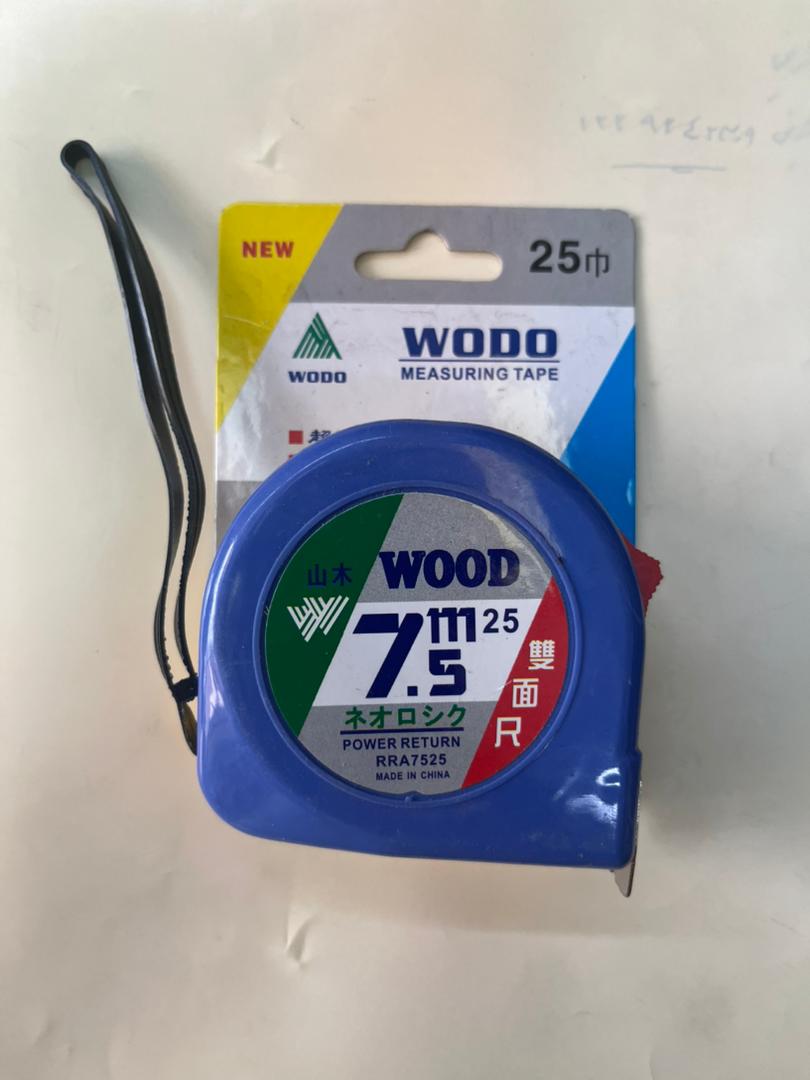 NEW
25巾
WODO
WODO
MEASURING TAPE
山木
WOOD
7.5m 25
雙面尺
ネオロシク
POWER RETURN
RRA7525
MADE IN CHINA